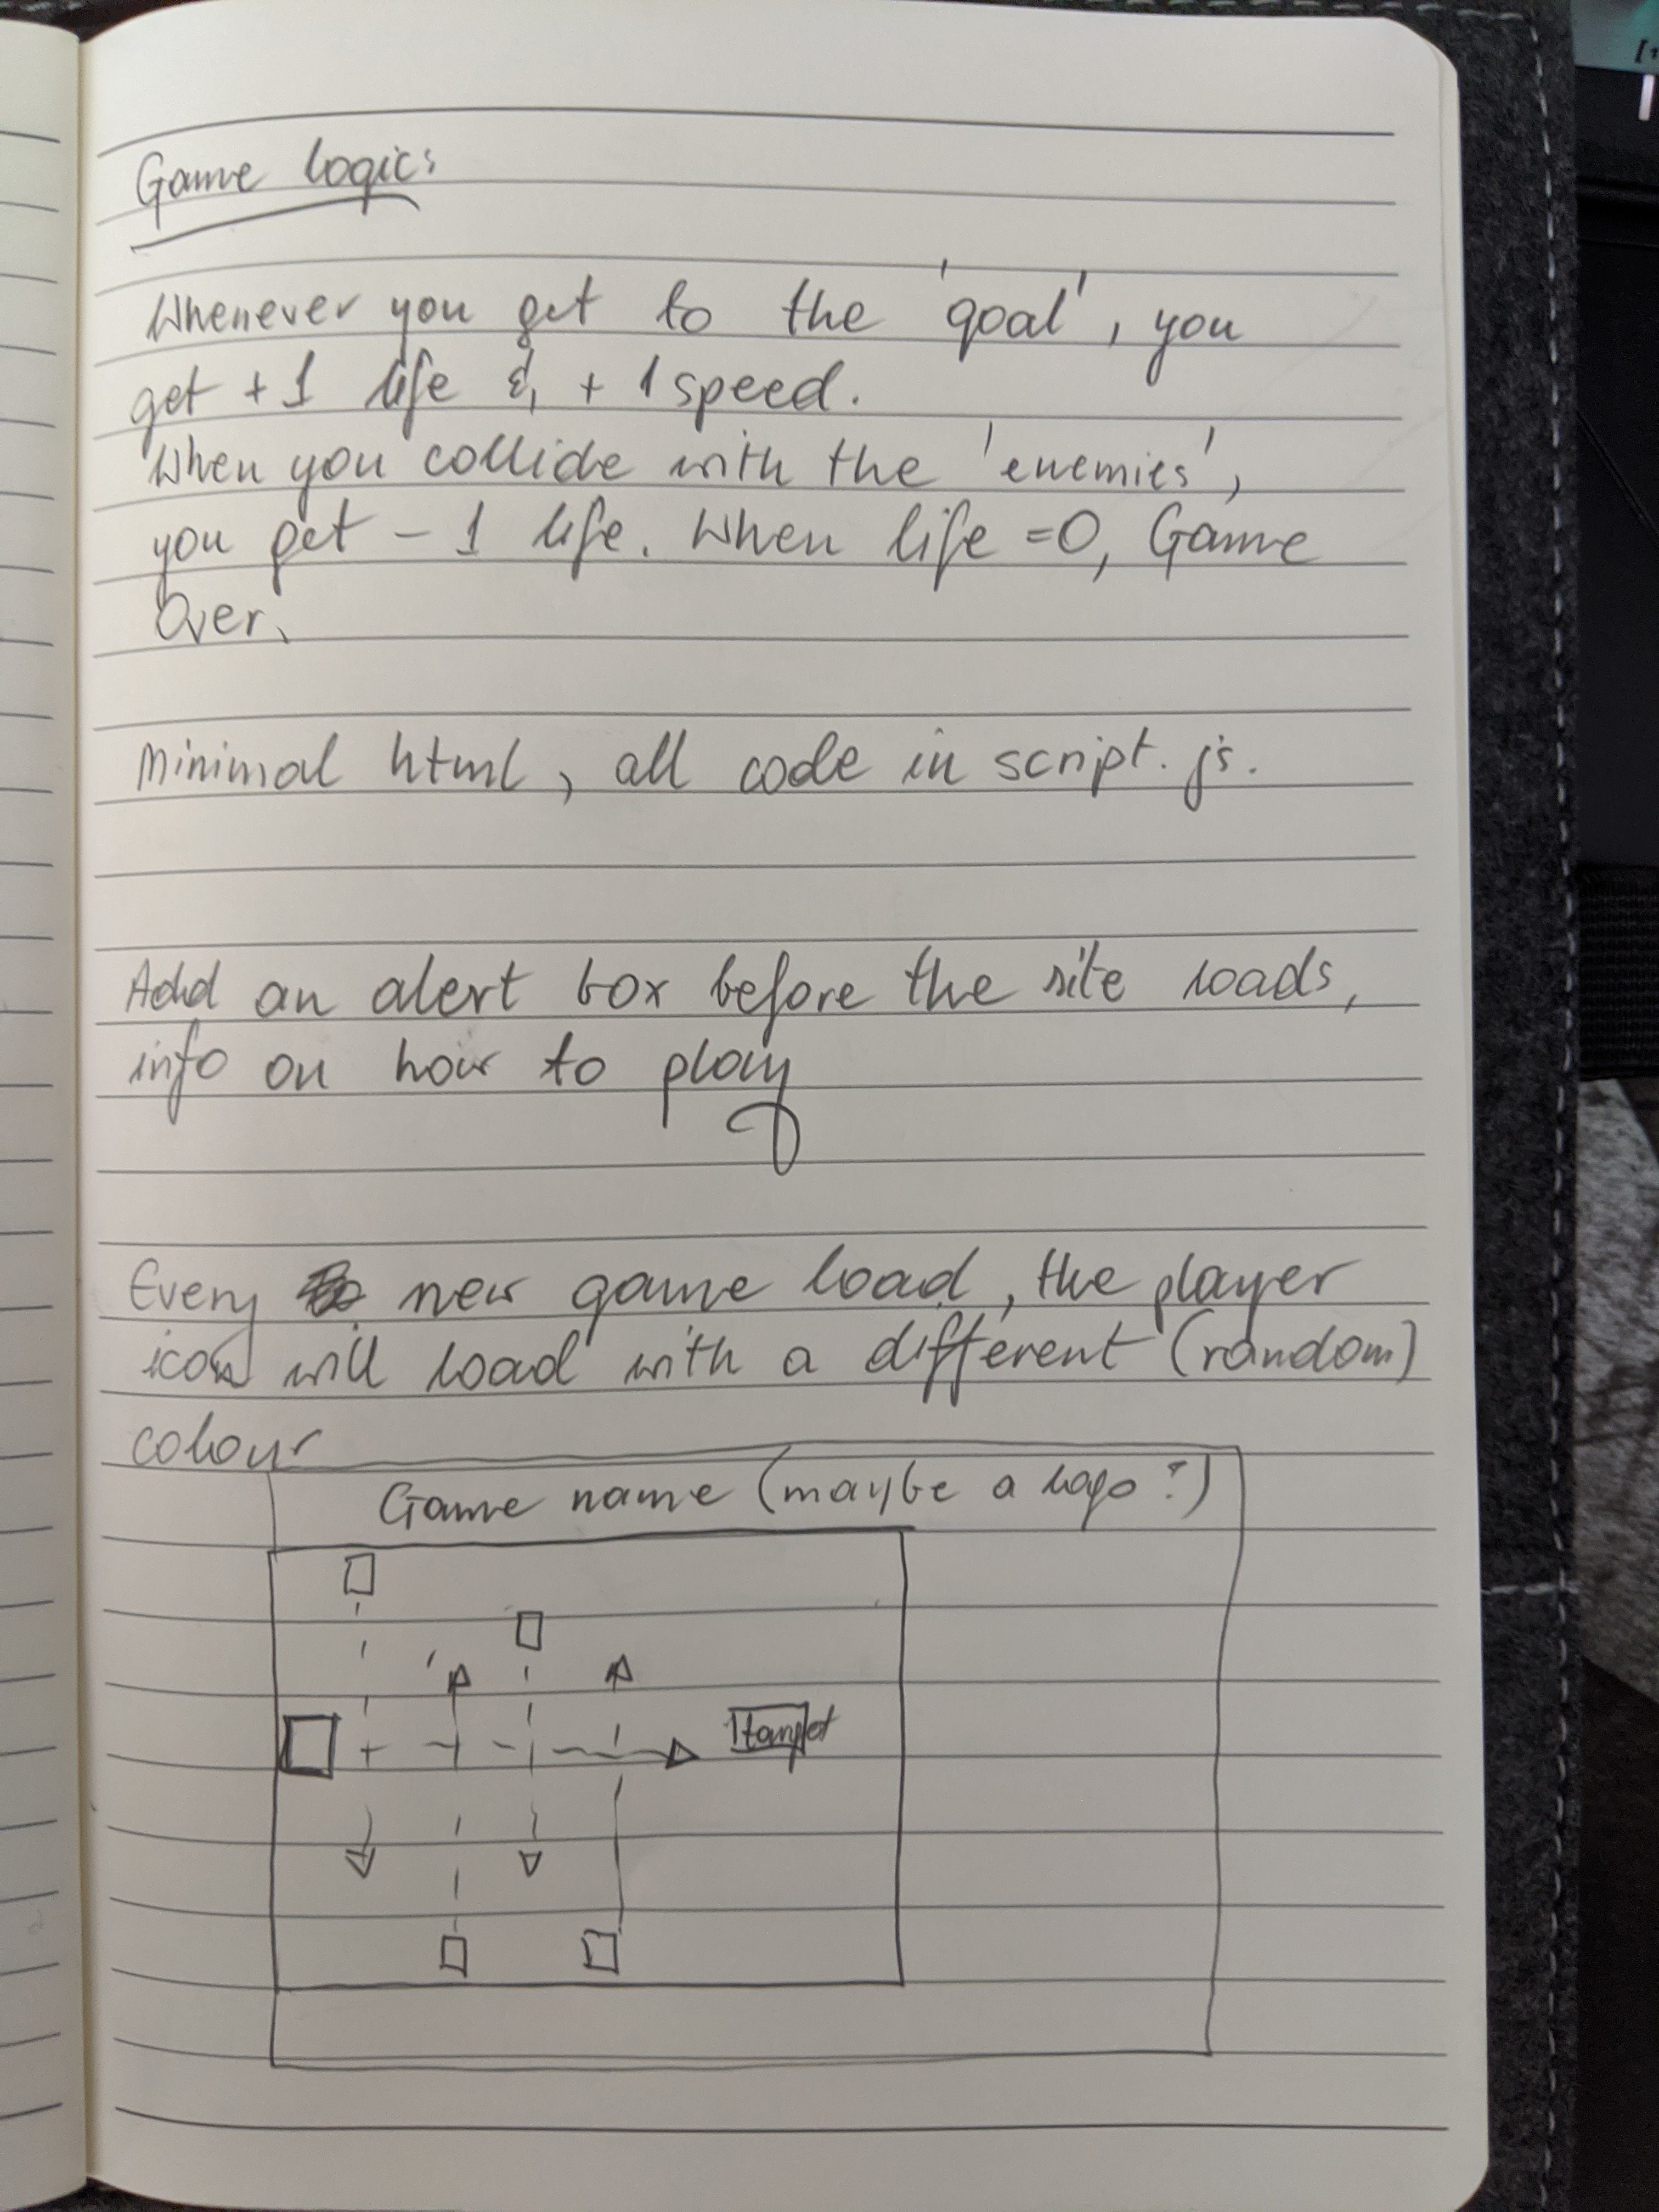 Game logic:
Whenever you get to the 'goal', you
get +1 life & +1 speed.
When you collide with the 'enemies',
you get -1 life. When life =0, Game
Over.
Minimal html, all code in script.js.
Add an alert box before the site loads,
info on how to play
Every new game load, the player
icon will load with a different (random)
colour
Game name (maybe a logo?)
target